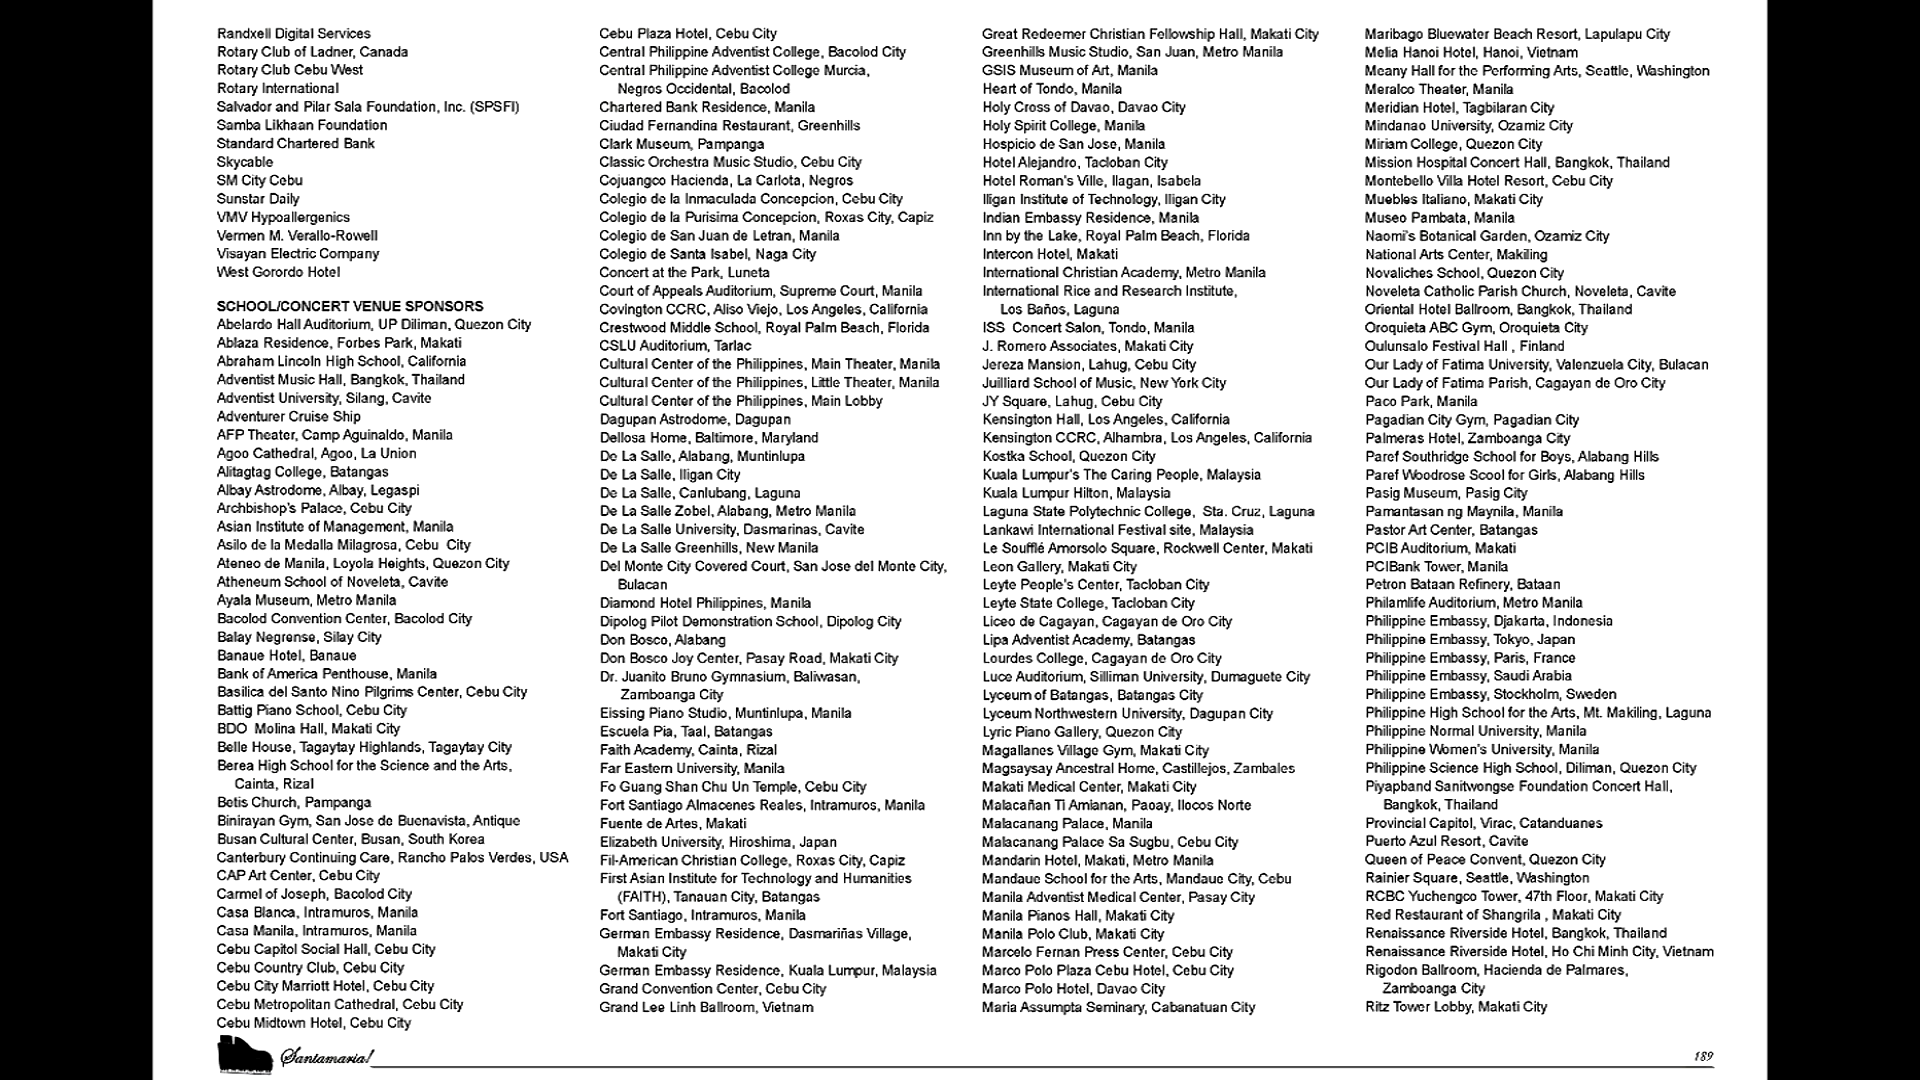 Randxell Digital Services
Rotary Club of Ladner, Canada
Rotary Club Cebu West
Rotary International
Salvador and Pilar Sala Foundation, Inc. (SPSFI)
Samba Likhaan Foundation
Standard Chartered Bank
Skycable
SM City Cebu
Sunstar Daily
VMV Hypoallergenics
Vermen M. Verallo-Rowell
Visayan Electric Company
West Gorordo Hotel
SCHOOL/CONCERT VENUE SPONSORS
Abelardo Hall Auditorium, UP Diliman, Quezon City
Ablaza Residence, Forbes Park, Makati
Abraham Lincoln High School, California
Adventist Music Hall, Bangkok, Thailand
Adventist University, Silang, Cavite
Adventurer Cruise Ship
AFP Theater, Camp Aguinaldo, Manila
Agoo Cathedral, Agoo, La Union
Alitagtag College, Batangas
Albay Astrodome, Albay, Legaspi
Archbishop's Palace, Cebu City
Asian Institute of Management, Manila
Asilo de la Medalla Milagrosa, Cebu City
Ateneo de Manila, Loyola Heights, Quezon City
Atheneum School of Noveleta, Cavite
Ayala Museum, Metro Manila
Bacolod Convention Center, Bacolod City
Balay Negrense, Silay City
Banaue Hotel, Banaue
Bank of America Penthouse, Manila
Basilica del Santo Nino Pilgrims Center, Cebu City
Battig Piano School, Cebu City
BDO Molina Hall, Makati City
Belle House, Tagaytay Highlands, Tagaytay City
Berea High School for the Science and the Arts,
Cainta, Rizal
Betis Church, Pampanga
Binirayan Gym, San Jose de Buenavista, Antique
Busan Cultural Center, Busan, South Korea
Canterbury Continuing Care, Rancho Palos Verdes, USA
CAP Art Center, Cebu City
Carmel of Joseph, Bacolod City
Casa Blanca, Intramuros, Manila
Casa Manila, Intramuros, Manila
Cebu Capitol Social Hall, Cebu City
Cebu Country Club, Cebu City
Cebu City Marriott Hotel, Cebu City
Cebu Metropolitan Cathedral, Cebu City
Cebu Midtown Hotel, Cebu City
Cebu Plaza Hotel, Cebu City
Central Philippine Adventist College, Bacolod City
Central Philippine Adventist College Murcia,
Negros Occidental, Bacolod
Chartered Bank Residence, Manila
Ciudad Fernandina Restaurant, Greenhills
Clark Museum, Pampanga
Classic Orchestra Music Studio, Cebu City
Cojuangco Hacienda, La Carlota, Negros
Colegio de la Inmaculada Concepcion, Cebu City
Colegio de la Purisima Concepcion, Roxas City, Capiz
Colegio de San Juan de Letran, Manila
Colegio de Santa Isabel, Naga City
Concert at the Park, Luneta
Court of Appeals Auditorium, Supreme Court, Manila
Covington CCRC, Aliso Viejo, Los Angeles, California
Crestwood Middle School, Royal Palm Beach, Florida
CSLU Auditorium, Tarlac
Cultural Center of the Philippines, Main Theater, Manila
Cultural Center of the Philippines, Little Theater, Manila
Cultural Center of the Philippines, Main Lobby
Dagupan Astrodome, Dagupan
Dellosa Home, Baltimore, Maryland
De La Salle, Alabang, Muntinlupa
De La Salle, Iligan City
De La Salle, Canlubang, Laguna
De La Salle Zobel, Alabang, Metro Manila
De La Salle University, Dasmarinas, Cavite
De La Salle Greenhills, New Manila
Del Monte City Covered Court, San Jose del Monte City,
Bulacan
Diamond Hotel Philippines, Manila
Dipolog Pilot Demonstration School, Dipolog City
Don Bosco, Alabang
Don Bosco Joy Center, Pasay Road, Makati City
Dr. Juanito Bruno Gymnasium, Baliwasan,
Zamboanga City
Eissing Piano Studio, Muntinlupa, Manila
Escuela Pia, Taal, Batangas
Faith Academy, Cainta, Rizal
Far Eastern University, Manila
Fo Guang Shan Chu Un Temple, Cebu City
Fort Santiago Almacenes Reales, Intramuros, Manila
Fuente de Artes, Makati
Elizabeth University, Hiroshima, Japan
Fil-American Christian College, Roxas City, Capiz
First Asian Institute for Technology and Humanities
(FAITH), Tanauan City, Batangas
Fort Santiago, Intramuros, Manila
German Embassy Residence, Dasmariñas Village,
Makati City
German Embassy Residence, Kuala Lumpur, Malaysia
Grand Convention Center, Cebu City
Grand Lee Linh Ballroom, Vietnam
Great Redeemer Christian Fellowship Hall, Makati City
Greenhills Music Studio, San Juan, Metro Manila
GSIS Museum of Art, Manila
Heart of Tondo, Manila
Holy Cross of Davao, Davao City
Holy Spirit College, Manila
Hospicio de San Jose, Manila
Hotel Alejandro, Tacloban City
Hotel Roman's Ville, Ilagan, Isabela
Iligan Institute of Technology, Iligan City
Indian Embassy Residence, Manila
Inn by the Lake, Royal Palm Beach, Florida
Intercon Hotel, Makati
International Christian Academy, Metro Manila
International Rice and Research Institute,
Los Baños, Laguna
ISS Concert Salon, Tondo, Manila
J. Romero Associates, Makati City
Jereza Mansion, Lahug, Cebu City
Juilliard School of Music, New York City
JY Square, Lahug, Cebu City
Kensington Hall, Los Angeles, California
Kensington CCRC, Alhambra, Los Angeles, California
Kostka School, Quezon City
Kuala Lumpur's The Caring People, Malaysia
Kuala Lumpur Hilton, Malaysia
Laguna State Polytechnic College, Sta. Cruz, Laguna
Lankawi International Festival site, Malaysia
Le Soufflé Amorsolo Square, Rockwell Center, Makati
Leon Gallery, Makati City
Leyte People's Center, Tacloban City
Leyte State College, Tacloban City
Liceo de Cagayan, Cagayan de Oro City
Lipa Adventist Academy, Batangas
Lourdes College, Cagayan de Oro City
Luce Auditorium, Silliman University, Dumaguete City
Lyceum of Batangas, Batangas City
Lyceum Northwestern University, Dagupan City
Lyric Piano Gallery, Quezon City
Magallanes Village Gym, Makati City
Magsaysay Ancestral Home, Castillejos, Zambales
Makati Medical Center, Makati City
Malacañan Ti Amianan, Paoay, Ilocos Norte
Malacanang Palace, Manila
Malacanang Palace Sa Sugbu, Cebu City
Mandarin Hotel, Makati, Metro Manila
Mandaue School for the Arts, Mandaue City, Cebu
Manila Adventist Medical Center, Pasay City
Manila Pianos Hall, Makati City
Manila Polo Club, Makati City
Marcelo Fernan Press Center, Cebu City
Marco Polo Plaza Cebu Hotel, Cebu City
Marco Polo Hotel, Davao City
Maria Assumpta Seminary, Cabanatuan City
Maribago Bluewater Beach Resort, Lapulapu City
Melia Hanoi Hotel, Hanoi, Vietnam
Meany Hall for the Performing Arts, Seattle, Washington
Meralco Theater, Manila
Meridian Hotel, Tagbilaran City
Mindanao University, Ozamiz City
Miriam College, Quezon City
Mission Hospital Concert Hall, Bangkok, Thailand
Montebello Villa Hotel Resort, Cebu City
Muebles Italiano, Makati City
Museo Pambata, Manila
Naomi's Botanical Garden, Ozamiz City
National Arts Center, Makiling
Novaliches School, Quezon City
Noveleta Catholic Parish Church, Noveleta, Cavite
Oriental Hotel Ballroom, Bangkok, Thailand
Oroquieta ABC Gym, Oroquieta City
Oulunsalo Festival Hall , Finland
Our Lady of Fatima University, Valenzuela City, Bulacan
Our Lady of Fatima Parish, Cagayan de Oro City
Paco Park, Manila
Pagadian City Gym, Pagadian City
Palmeras Hotel, Zamboanga City
Paref Southridge School for Boys, Alabang Hills
Paref Woodrose Scool for Girls, Alabang Hills
Pasig Museum, Pasig City
Pamantasan ng Maynila, Manila
Pastor Art Center, Batangas
PCIB Auditorium, Makati
PCIBank Tower, Manila
Petron Bataan Refinery, Bataan
Philamlife Auditorium, Metro Manila
Philippine Embassy, Djakarta, Indonesia
Philippine Embassy, Tokyo, Japan
Philippine Embassy, Paris, France
Philippine Embassy, Saudi Arabia
Philippine Embassy, Stockholm, Sweden
Philippine High School for the Arts, Mt. Makiling, Laguna
Philippine Normal University, Manila
Philippine Women's University, Manila
Philippine Science High School, Diliman, Quezon City
Piyapband Sanitwongse Foundation Concert Hall,
Bangkok, Thailand
Provincial Capitol, Virac, Catanduanes
Puerto Azul Resort, Cavite
Queen of Peace Convent, Quezon City
Rainier Square, Seattle, Washington
RCBC Yuchengco Tower, 47th Floor, Makati City
Red Restaurant of Shangrila , Makati City
Renaissance Riverside Hotel, Bangkok, Thailand
Renaissance Riverside Hotel, Ho Chi Minh City, Vietnam
Rigodon Ballroom, Hacienda de Palmares,
Zamboanga City
Ritz Tower Lobby, Makati City
Santamaria!
189